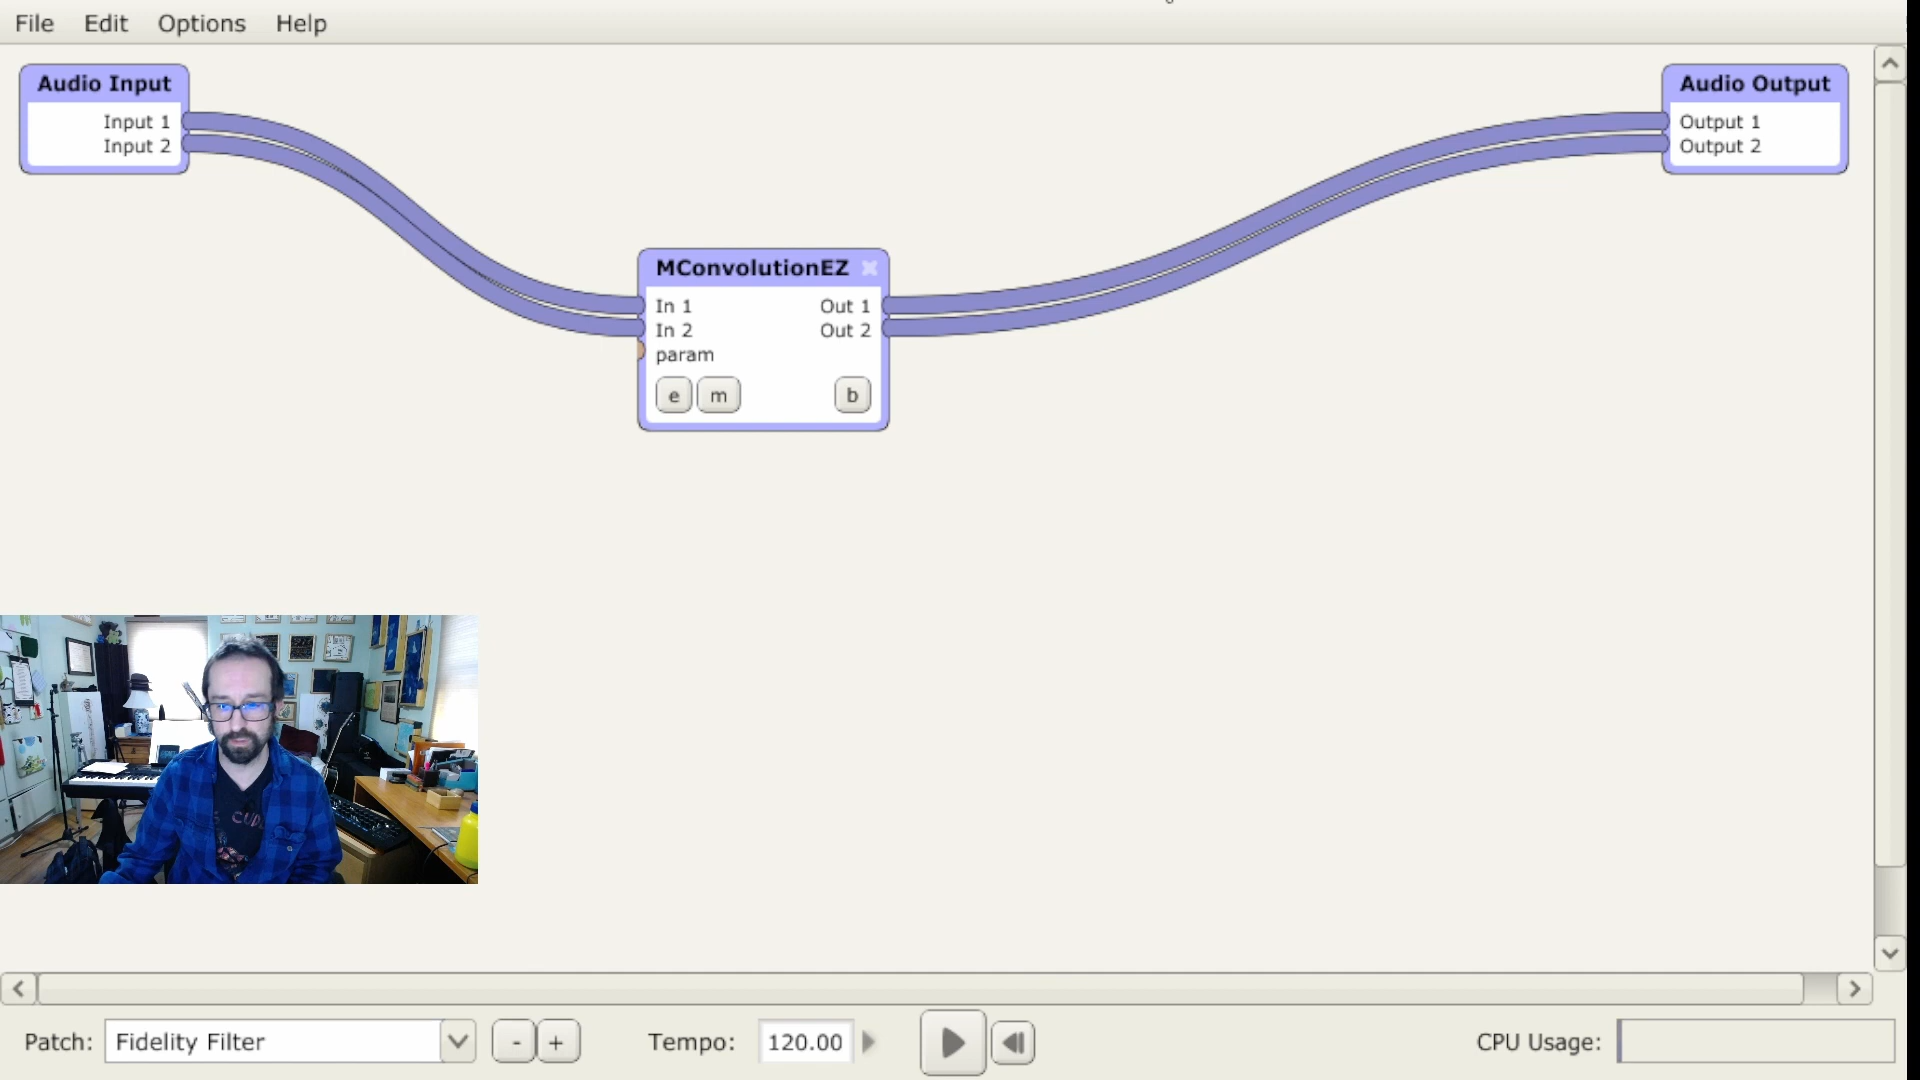 File Edit Options Help
Audio Input
Input 1
Input 2
Audio Output
Output 1
Output 2
MConvolutionEZ
In 1 Out 1
In 2 Out 2
param
e m b
CUD
Patch: Fidelity Filter - + Tempo: 120.00 CPU Usage: